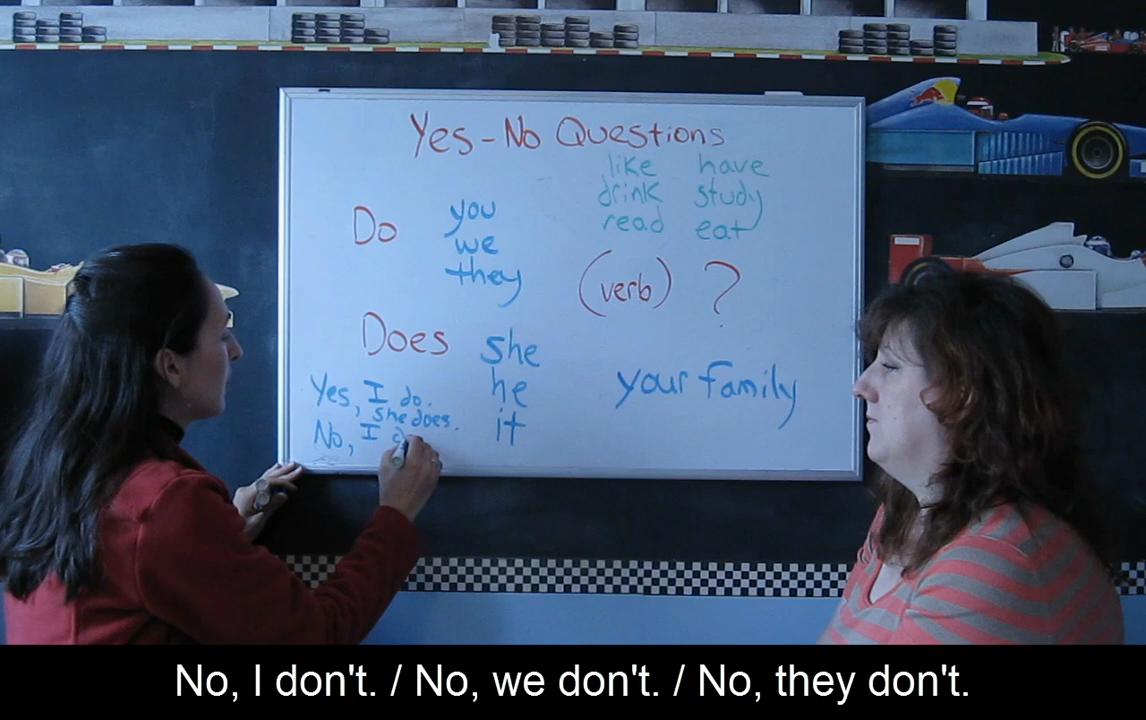 Yes-No Questions
like have
drink study
read eat
Do you
we
they
(verb) ?
Does she
he
it
your family
Yes, I do.
she does.
No, I d
No, I don't. / No, we don't. / No, they don't.